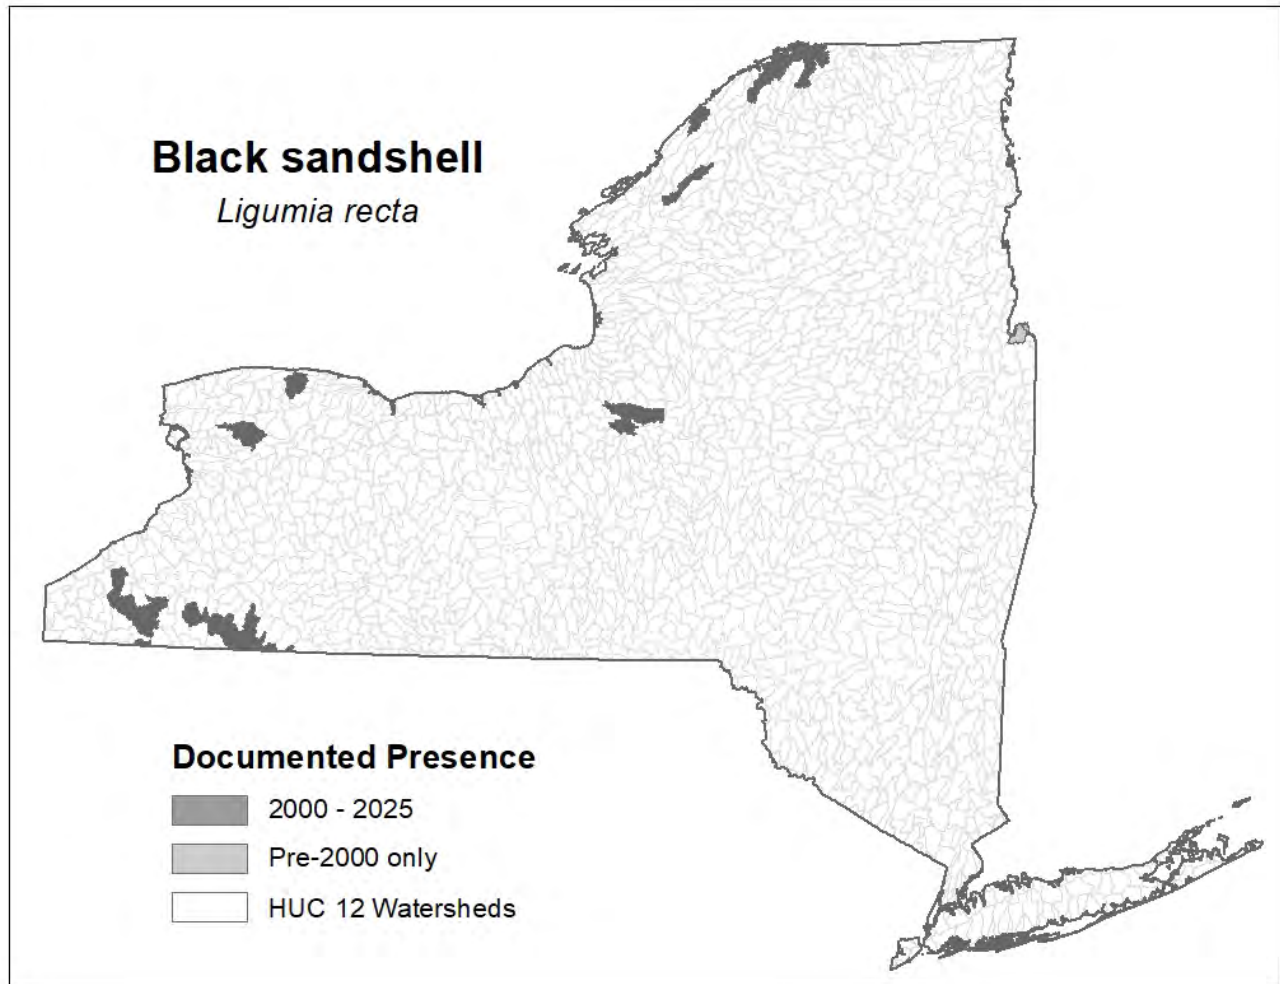 Black sandshell
Ligumia recta
Documented Presence
2000 - 2025
Pre-2000 only
HUC 12 Watersheds